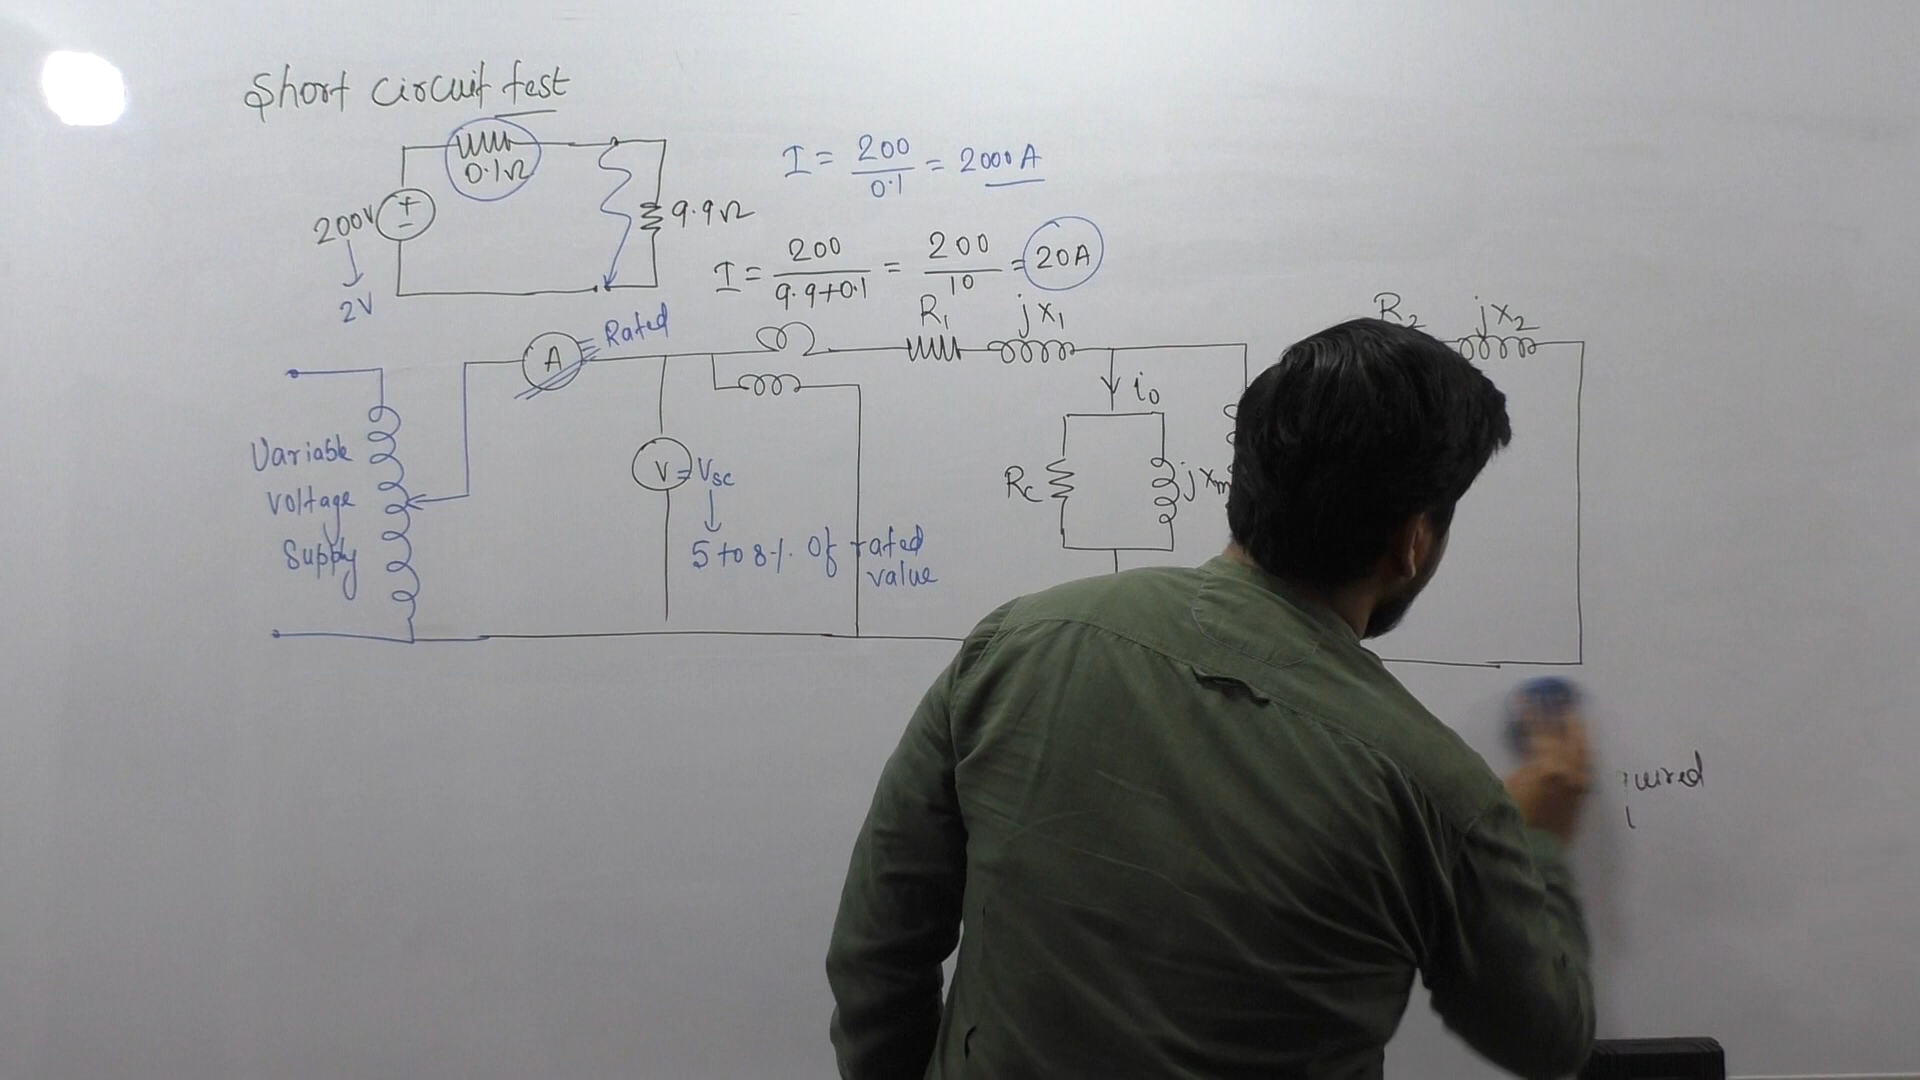 Short circuit test
0.1Ω
200V
2V
9.9Ω
I = 200/0.1 = 2000 A
I = 200/9.9+0.1 = 200/10 = 20A
Rated
A
R1
jx1
R2
jx2
i0
Variable
voltage
Supply
V = Vsc
5 to 8 % of rated
value
Rc
jxm